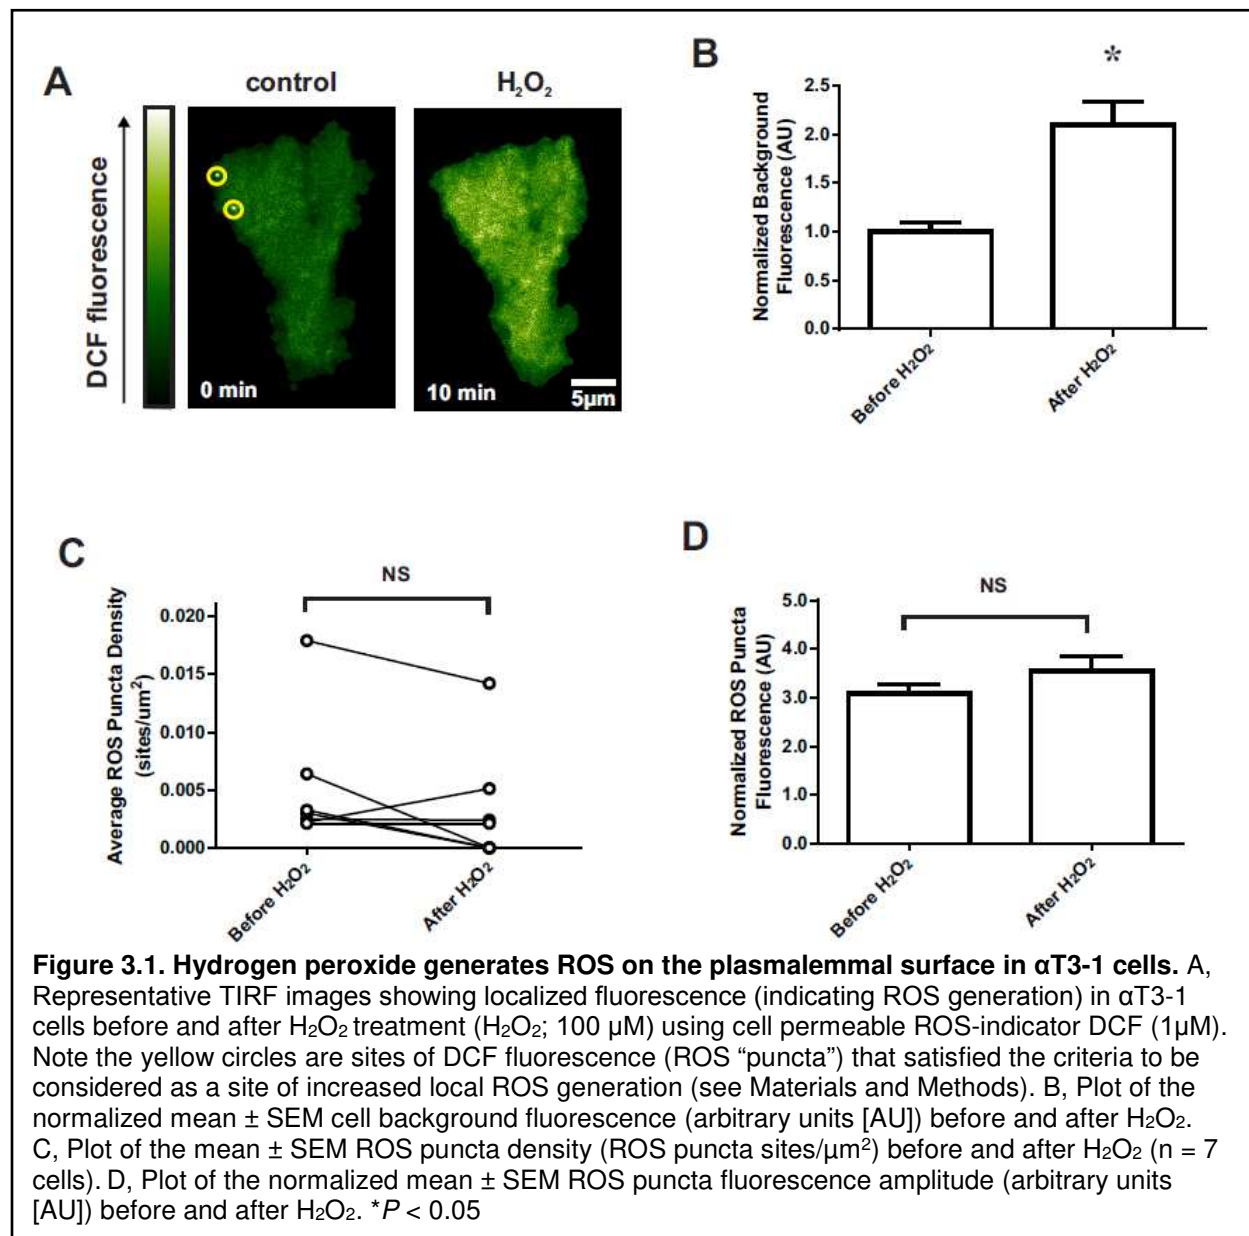 A
control
H₂O₂
DCF fluorescence
0 min
10 min
5µm
B
*
Normalized Background
Fluorescence (AU)
2.5
2.0
1.5
1.0
0.5
0.0
Before H₂O₂
After H₂O₂
C
NS
Average ROS Puncta Density
(sites/um²)
0.020
0.015
0.010
0.005
0.000
Before H₂O₂
After H₂O₂
D
NS
Normalized ROS Puncta
Fluorescence (AU)
5.0
4.0
3.0
2.0
1.0
0.0
Before H₂O₂
After H₂O₂
Figure 3.1. Hydrogen peroxide generates ROS on the plasmalemmal surface in αT3-1 cells. A,
Representative TIRF images showing localized fluorescence (indicating ROS generation) in αT3-1
cells before and after H₂O₂ treatment (H₂O₂; 100 µM) using cell permeable ROS-indicator DCF (1µM).
Note the yellow circles are sites of DCF fluorescence (ROS “puncta”) that satisfied the criteria to be
considered as a site of increased local ROS generation (see Materials and Methods). B, Plot of the
normalized mean ± SEM cell background fluorescence (arbitrary units [AU]) before and after H₂O₂.
C, Plot of the mean ± SEM ROS puncta density (ROS puncta sites/µm²) before and after H₂O₂ (n = 7
cells). D, Plot of the normalized mean ± SEM ROS puncta fluorescence amplitude (arbitrary units
[AU]) before and after H₂O₂. *P < 0.05